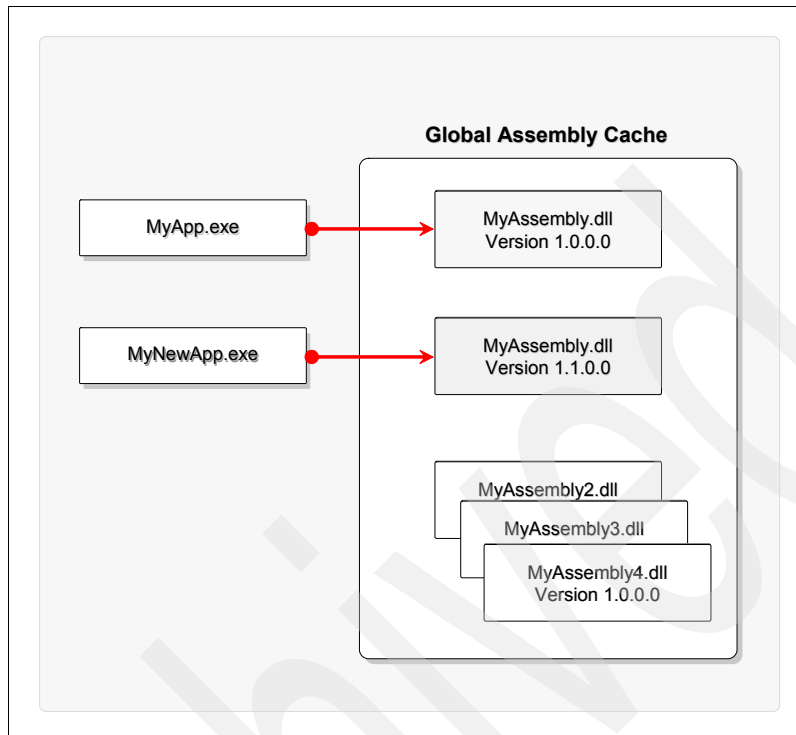 Global Assembly Cache
MyApp.exe
MyAssembly.dll
Version 1.0.0.0
MyNewApp.exe
MyAssembly.dll
Version 1.1.0.0
MyAssembly2.dll
MyAssembly3.dll
MyAssembly4.dll
Version 1.0.0.0